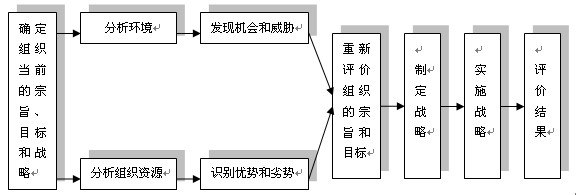 确定
组织
当前
的宗
旨、
目标
和战
略
分析环境
发现机会和威胁
分析组织资源
识别优势和劣势
重新
评价
组织
的宗
旨和
目标
制
定
战
略
实
施
战
略
评
价
结
果